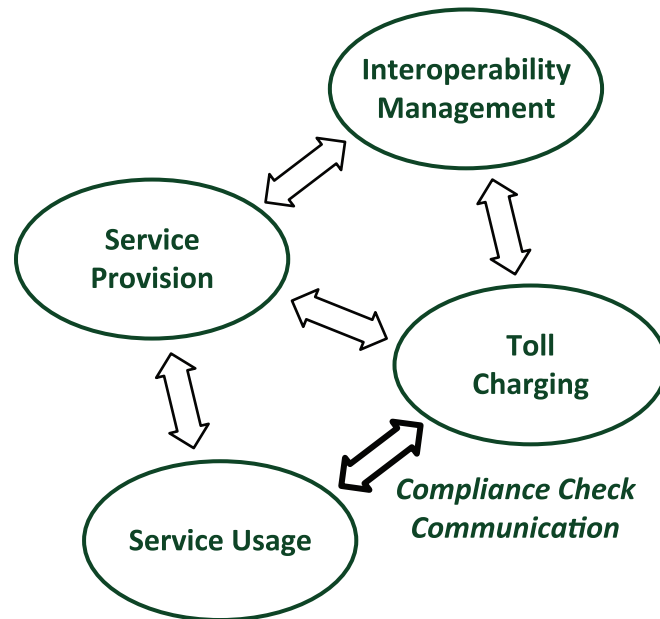 Interoperability
Management
Service
Provision
Toll
Charging
Compliance Check
Communication
Service Usage